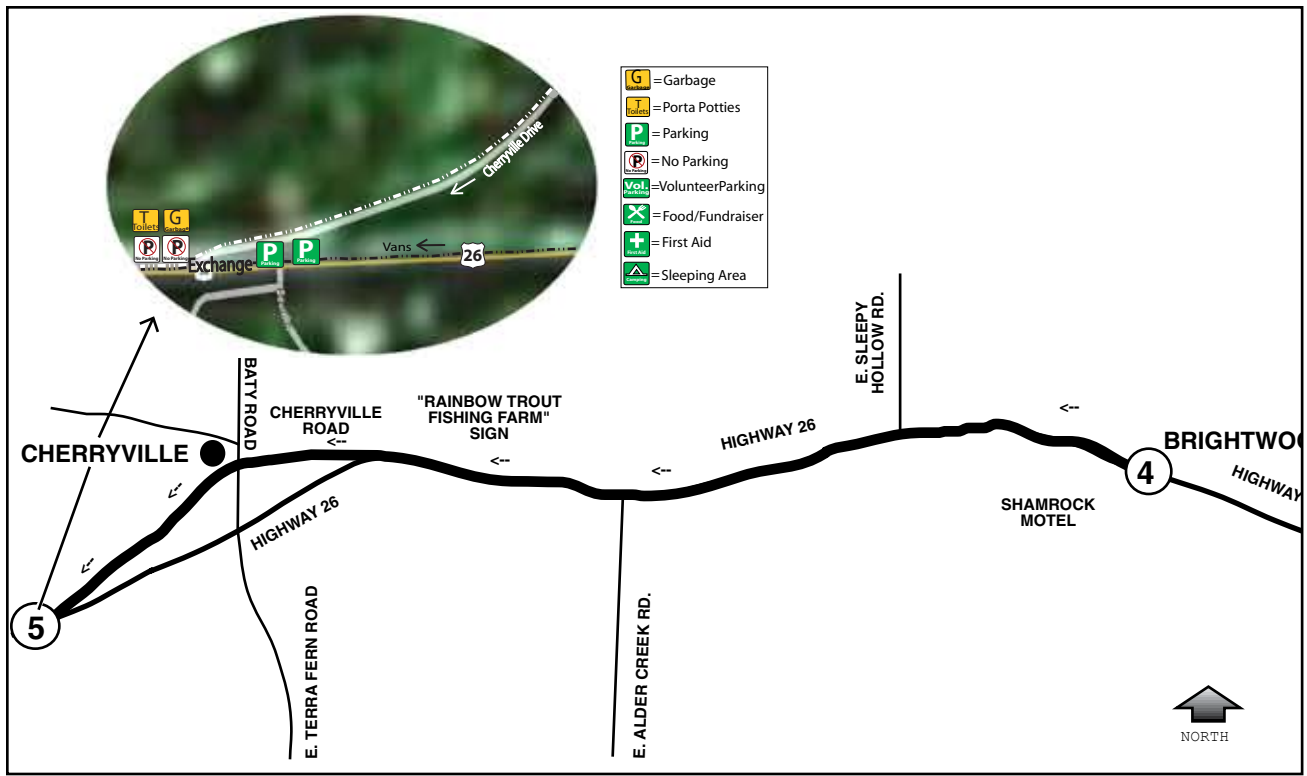 Cherryville Drive
T
Toilets
G
Garbage
P
No Parking
P
No Parking
Exchange
P
Parking
P
Parking
Vans
26
G
Garbage
=Garbage
T
Toilets
=Porta Potties
P
Parking
= Parking
P
No Parking
=No Parking
Vol.
Parking
=VolunteerParking
Food
=Food/Fundraiser
First Aid
=First Aid
Camping
=Sleeping Area
E. SLEEPY
HOLLOW RD.
BATY ROAD
CHERRYVILLE
ROAD
<--
"RAINBOW TROUT
FISHING FARM"
SIGN
<--
<--
HIGHWAY 26
<--
BRIGHTWOO
4
HIGHWAY
SHAMROCK
MOTEL
CHERRYVILLE
<--
<--
HIGHWAY 26
5
E. TERRA FERN ROAD
E. ALDER CREEK RD.
NORTH